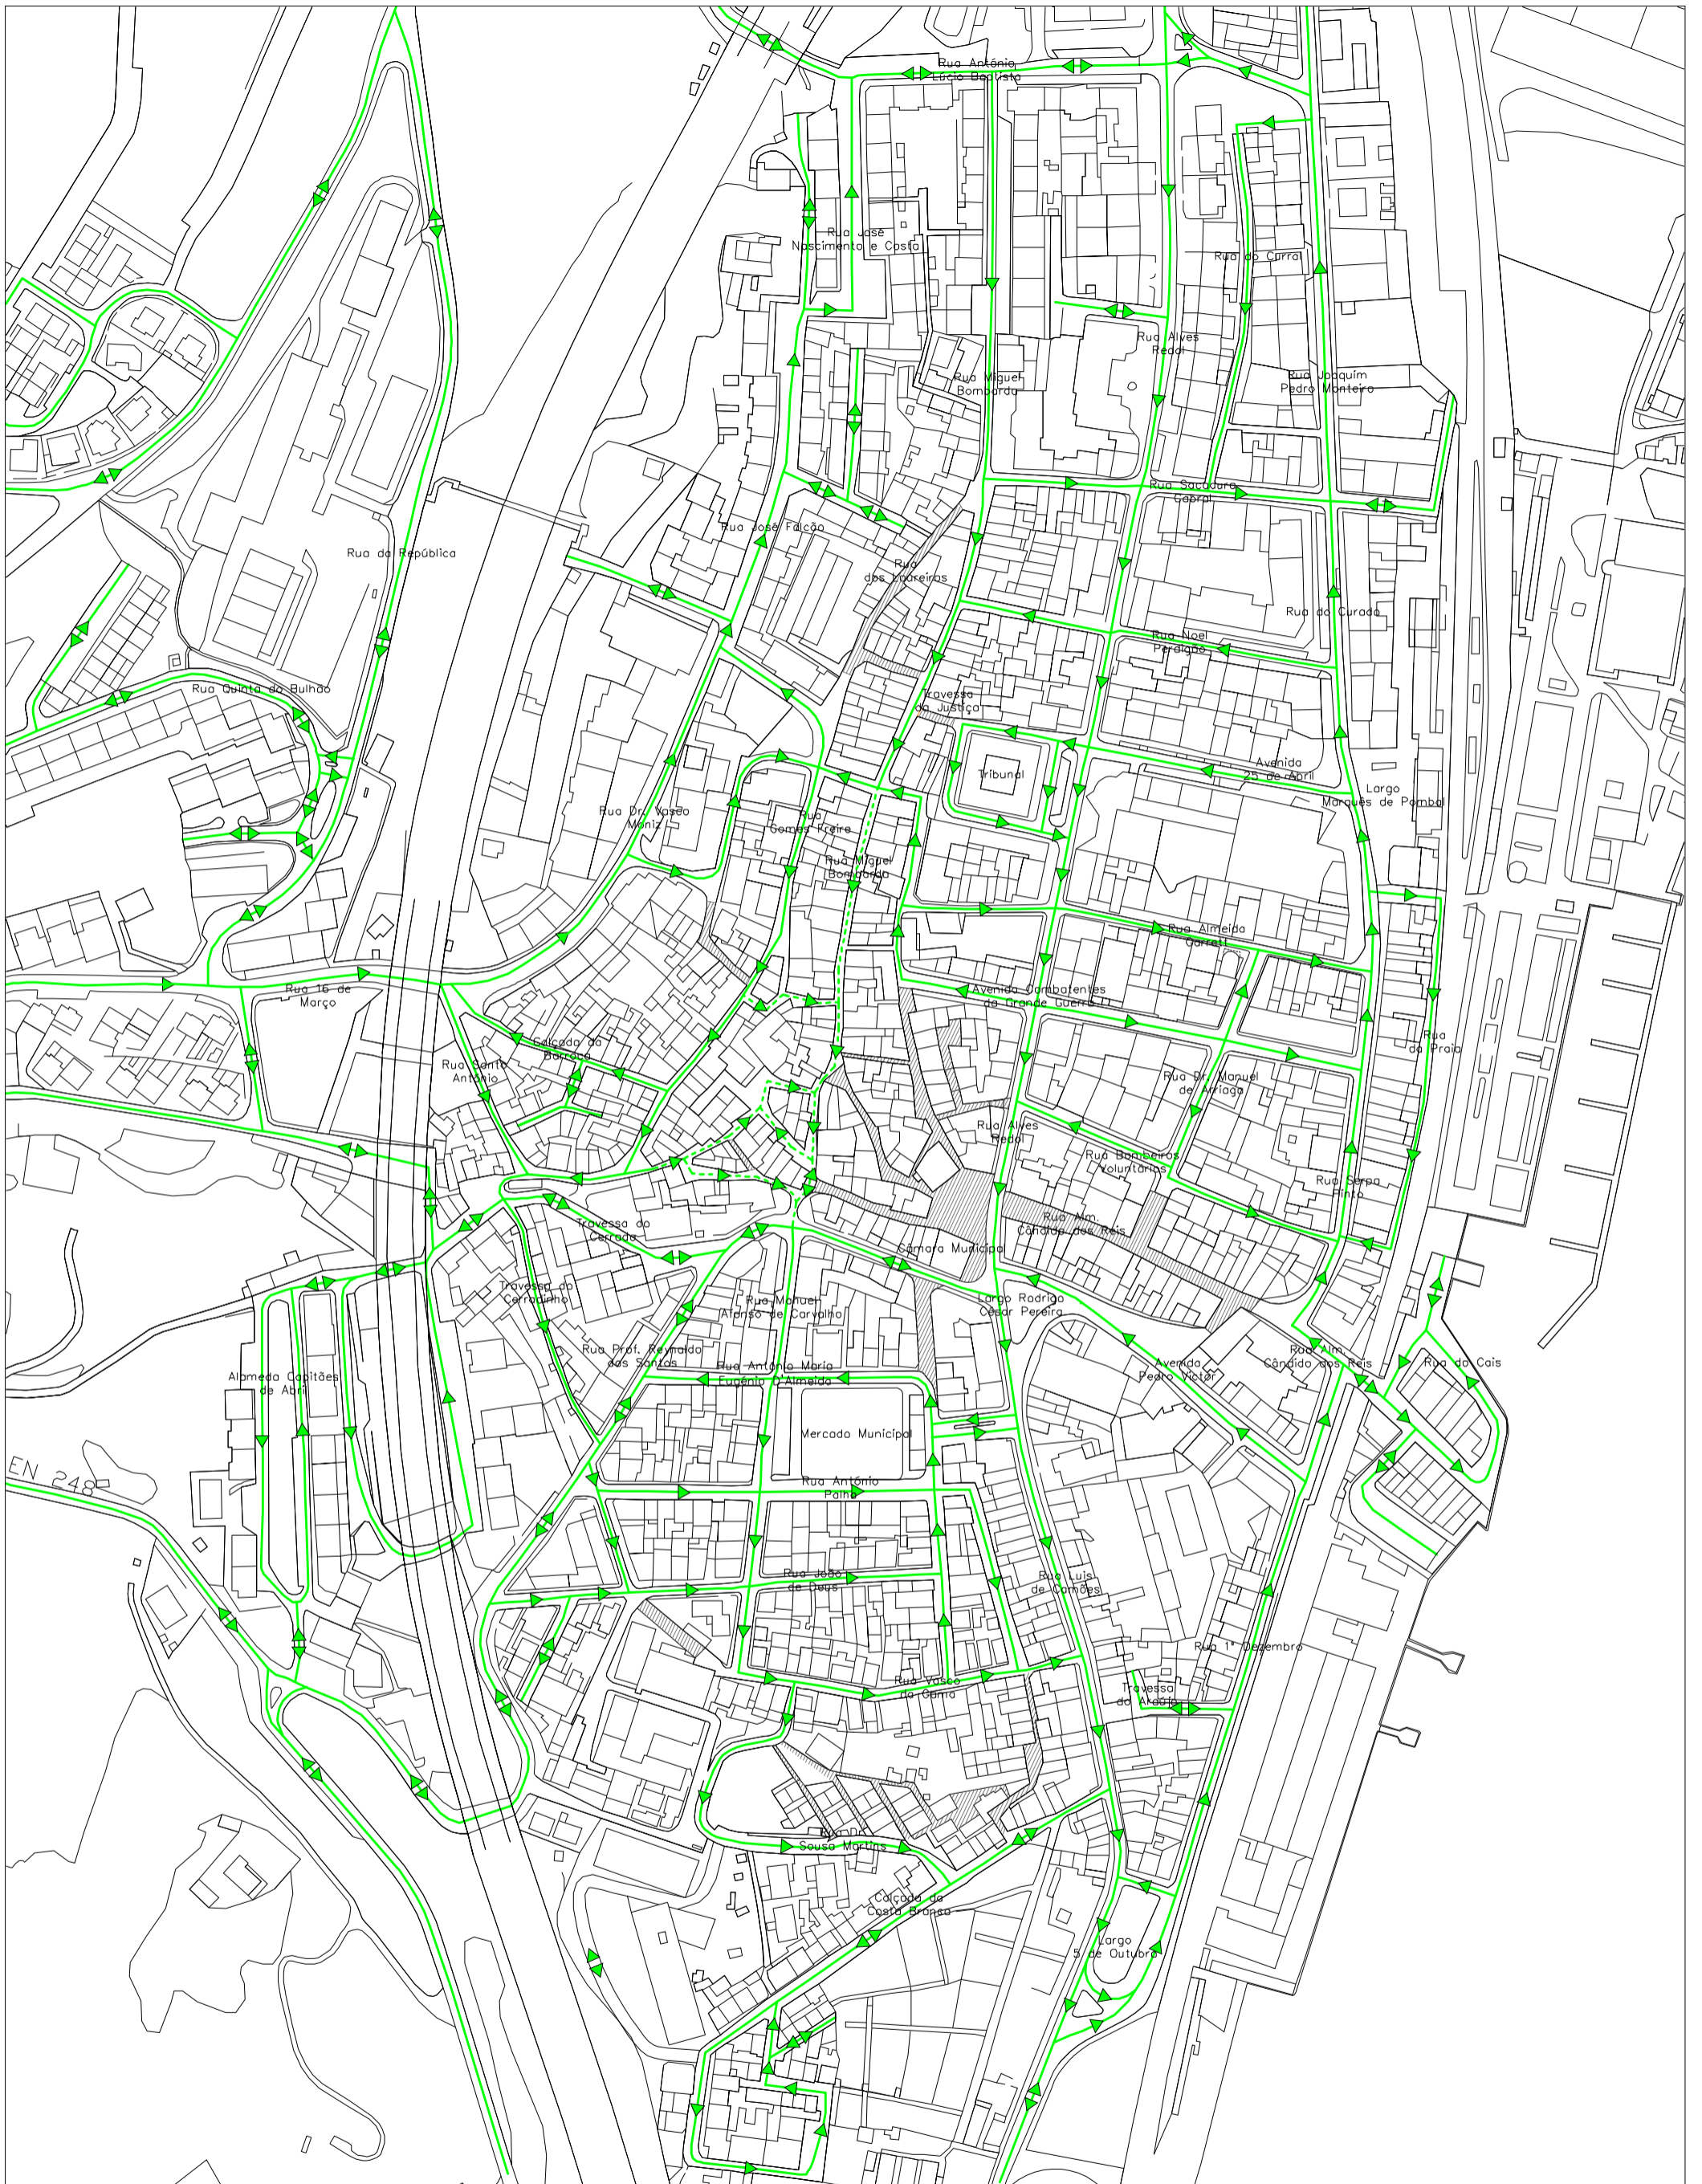 Rua António
Lúcio Baptista
Rua José
Nascimento e Costa
Rua do Curral
Rua Alves
Redol
Rua Miguel
Bombarda
Rua Joaquim
Pedro Monteiro
Rua Sacadura
Cabral
Rua José Falcão
Rua da República
Rua
dos Loureiros
Rua do Curado
Rua Noel
Perdigão
Rua Quinta do Bulhão
Travessa
da Justiça
Tribunal
Avenida
25 de Abril
Largo
Marquês de Pombal
Rua Dr. Vasco
Moniz
Rua
Gomes Freire
Rua Miguel
Bombarda
Rua Almeida
Garrett
Rua 16 de
Março
Avenida Combatentes
da Grande Guerra
Calçada da
Barroca
Rua
da Praia
Rua Santo
António
Rua Dr. Manuel
de Arriaga
Rua Alves
Redol
Rua Bombeiros
Voluntários
Rua Serpa
Pinto
Rua Alm.
Cândido dos Reis
Travessa do
Cerrado
Câmara Municipal
Travessa do
Cerradinho
Rua Manuel
Afonso de Carvalho
Largo Rodrigo
César Pereira
Rua Prof. Reynaldo
dos Santos
Rua Alm.
Cândido dos Reis
Rua do Cais
Rua António Maria
Eugénio D'Almeida
Avenida
Pedro Victor
Alameda Capitães
de Abril
Mercado Municipal
EN 248
Rua António
Palha
Rua João
de Deus
Rua Luis
de Camões
Rua 1º Dezembro
Rua Vasco
da Gama
Travessa
do Araújo
Rua Dr.
Sousa Martins
Calçada da
Costa Branca
Largo
5 de Outubro